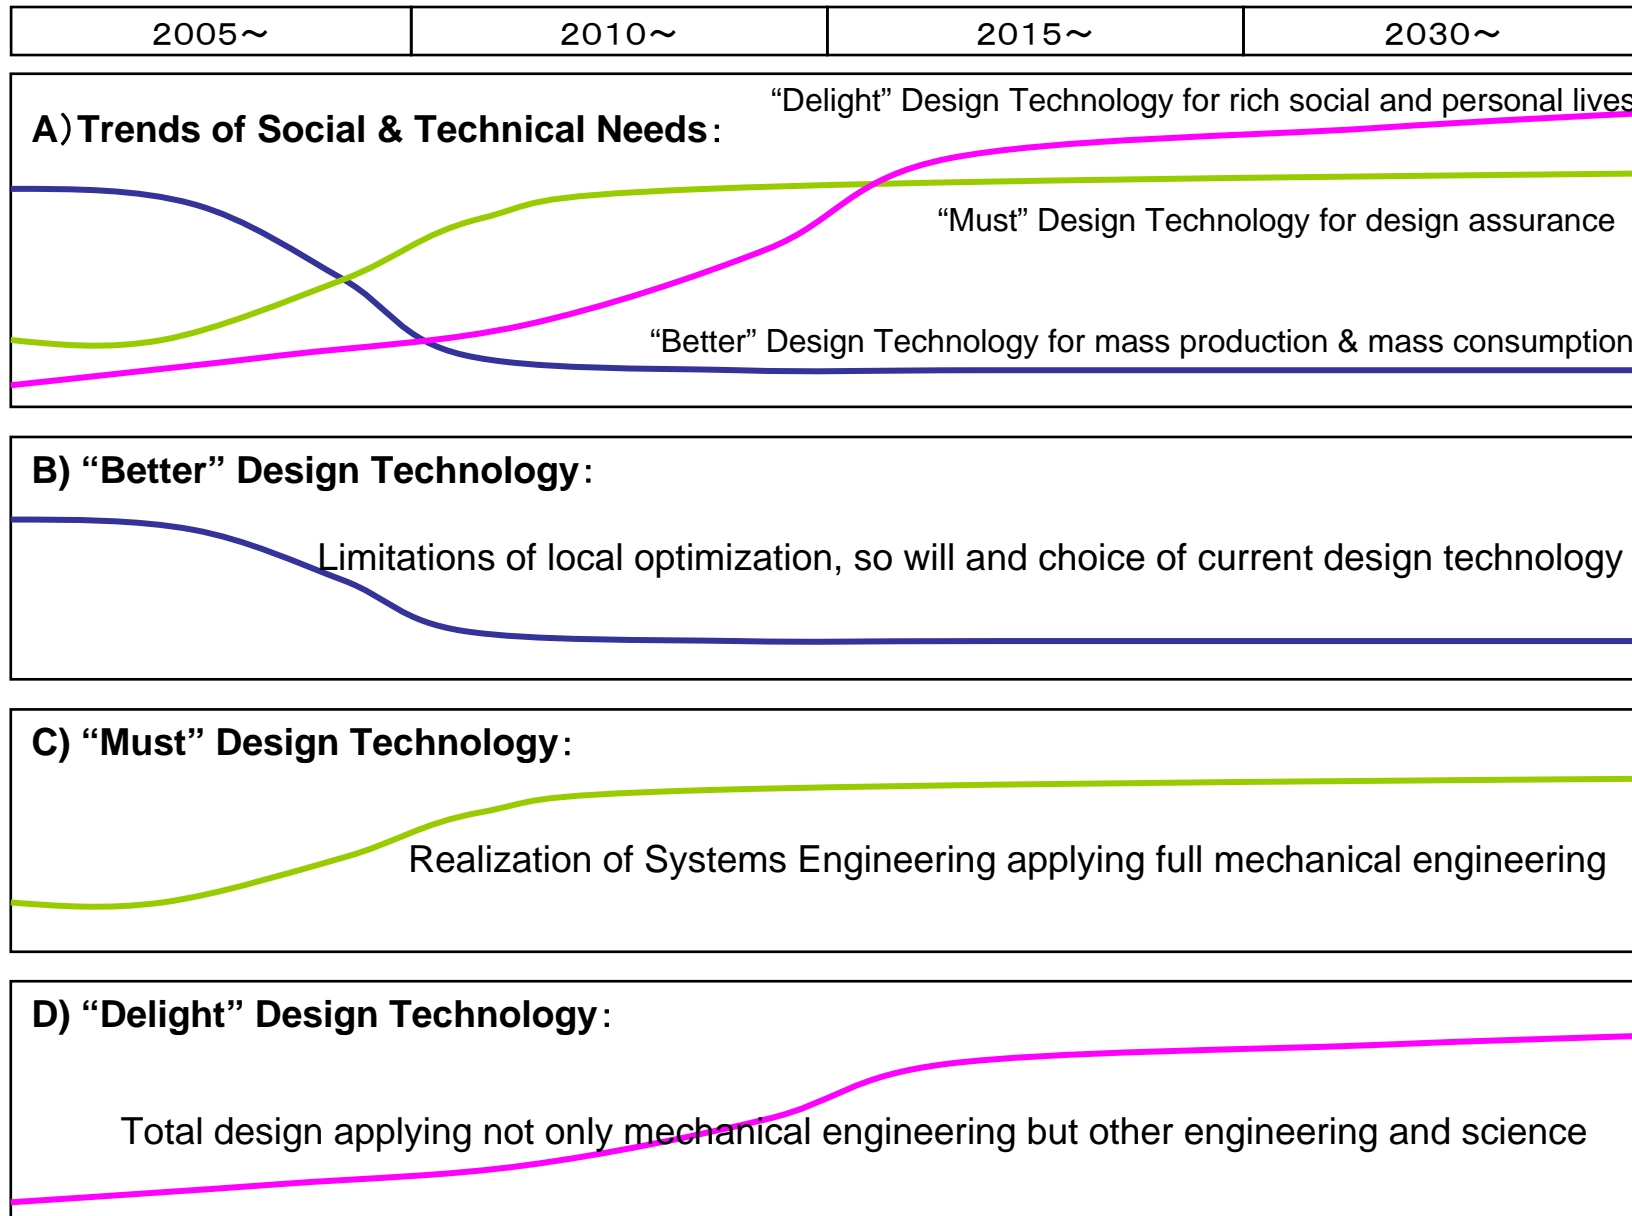 2005～ 2010～ 2015～ 2030～
“Delight” Design Technology for rich social and personal lives
A）Trends of Social & Technical Needs：
“Must” Design Technology for design assurance
“Better” Design Technology for mass production & mass consumption
B) “Better” Design Technology：
Limitations of local optimization, so will and choice of current design technology
C) “Must” Design Technology：
Realization of Systems Engineering applying full mechanical engineering
D) “Delight” Design Technology：
Total design applying not only mechanical engineering but other engineering and science